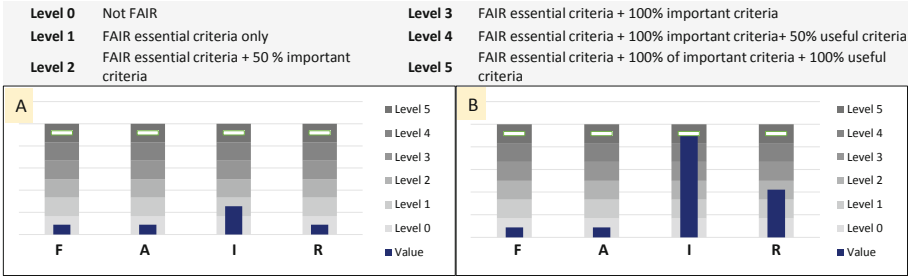 Level 0 Not FAIR
Level 1 FAIR essential criteria only
Level 2 FAIR essential criteria + 50 % important
criteria
Level 3 FAIR essential criteria + 100% important criteria
Level 4 FAIR essential criteria + 100% important criteria+ 50% useful criteria
Level 5 FAIR essential criteria + 100% of important criteria + 100% useful
criteria
A
Level 5
Level 4
Level 3
Level 2
Level 1
Level 0
Value
F A I R
B
Level 5
Level 4
Level 3
Level 2
Level 1
Level 0
Value
F A I R